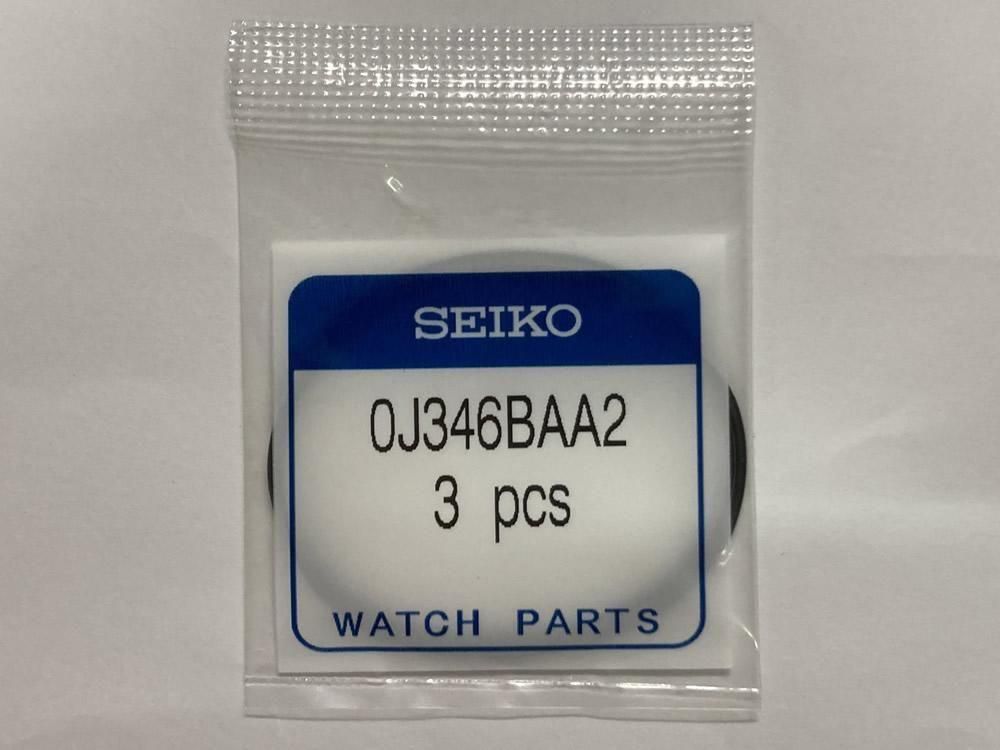 SEIKO
0J346BAA2
3 pcs
WATCH PARTS